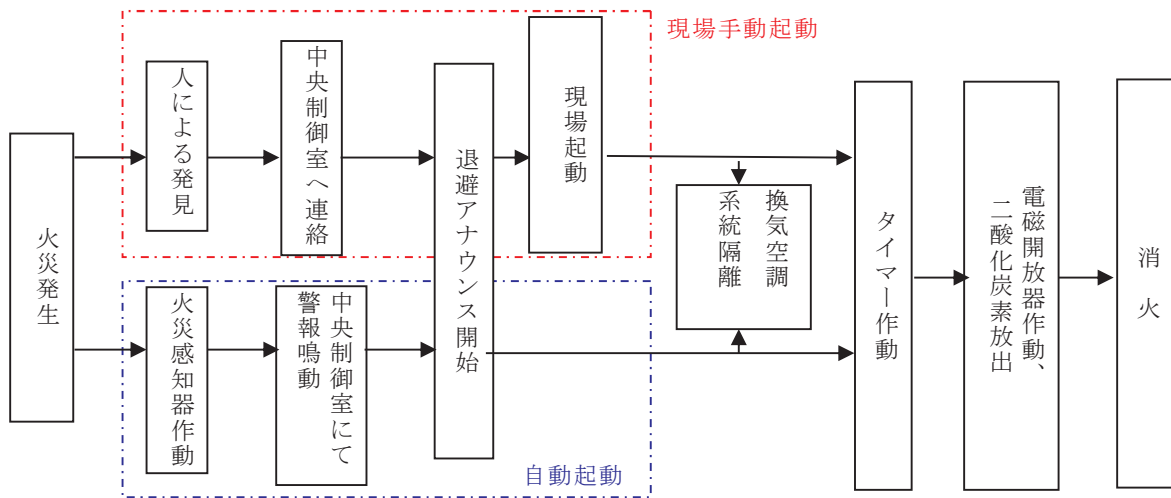 現場手動起動
火災発生
人による発見
中央制御室へ連絡
退避アナウンス開始
現場起動
換気空調
系統隔離
タイマー作動
電磁開放器作動、
二酸化炭素放出
消火
火災感知器作動
中央制御室にて
警報鳴動
自動起動